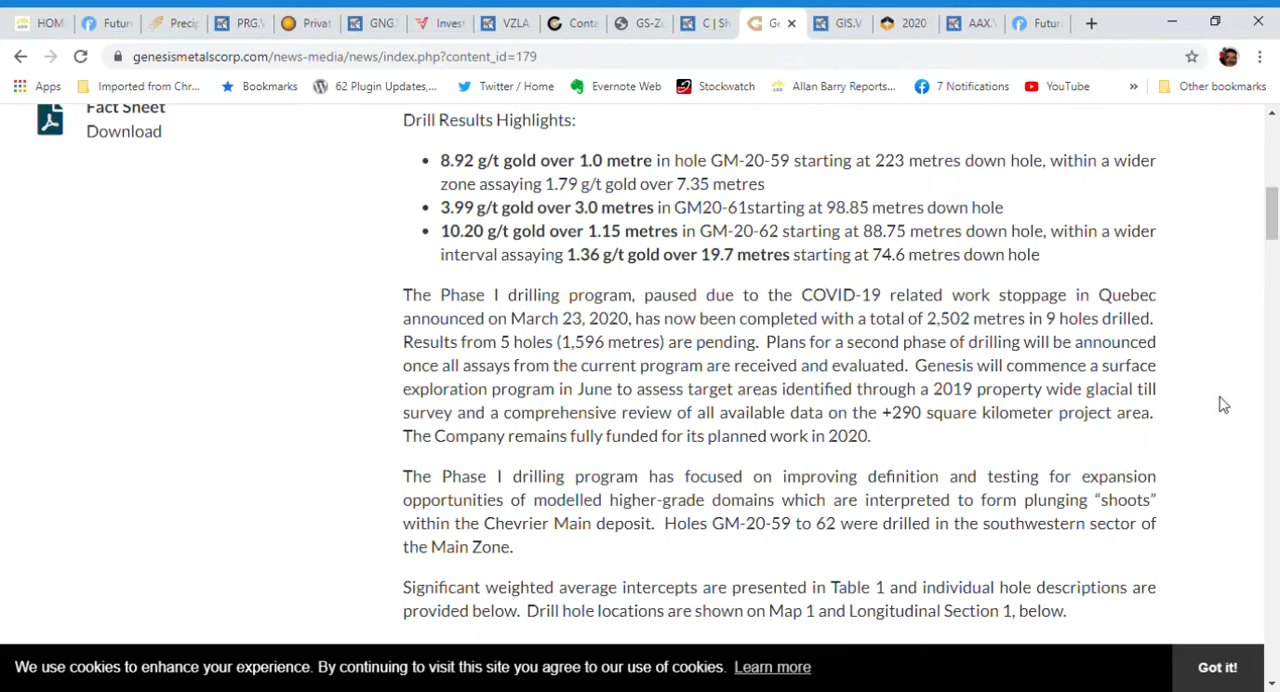 HOM
Futur
Precip
PRG.V
Privat
GNG.
Invest
VZLA
Conta
GS-Zu
C | Sh
Ge
GIS.V
2020
AAX.
Futur
genesismetalscorp.com/news-media/news/index.php?content_id=179
Apps
Imported from Chr...
Bookmarks
62 Plugin Updates,...
Twitter / Home
Evernote Web
Stockwatch
Allan Barry Reports...
7 Notifications
YouTube
»
Other bookmarks
Fact Sheet
Download
Drill Results Highlights:
• 8.92 g/t gold over 1.0 metre in hole GM-20-59 starting at 223 metres down hole, within a wider
zone assaying 1.79 g/t gold over 7.35 metres
• 3.99 g/t gold over 3.0 metres in GM20-61starting at 98.85 metres down hole
• 10.20 g/t gold over 1.15 metres in GM-20-62 starting at 88.75 metres down hole, within a wider
interval assaying 1.36 g/t gold over 19.7 metres starting at 74.6 metres down hole
The Phase I drilling program, paused due to the COVID-19 related work stoppage in Quebec
announced on March 23, 2020, has now been completed with a total of 2,502 metres in 9 holes drilled.
Results from 5 holes (1,596 metres) are pending. Plans for a second phase of drilling will be announced
once all assays from the current program are received and evaluated. Genesis will commence a surface
exploration program in June to assess target areas identified through a 2019 property wide glacial till
survey and a comprehensive review of all available data on the +290 square kilometer project area.
The Company remains fully funded for its planned work in 2020.
The Phase I drilling program has focused on improving definition and testing for expansion
opportunities of modelled higher-grade domains which are interpreted to form plunging “shoots”
within the Chevrier Main deposit. Holes GM-20-59 to 62 were drilled in the southwestern sector of
the Main Zone.
Significant weighted average intercepts are presented in Table 1 and individual hole descriptions are
provided below. Drill hole locations are shown on Map 1 and Longitudinal Section 1, below.
We use cookies to enhance your experience. By continuing to visit this site you agree to our use of cookies. Learn more
Got it!